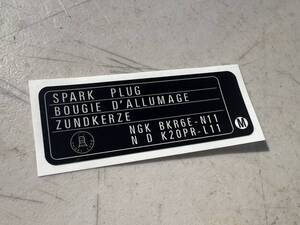 SPARK PLUG
BOUGIE D'ALLUMAGE
ZUNDKERZE
NGK BKR6E-N11
N D K20PR-L11
M